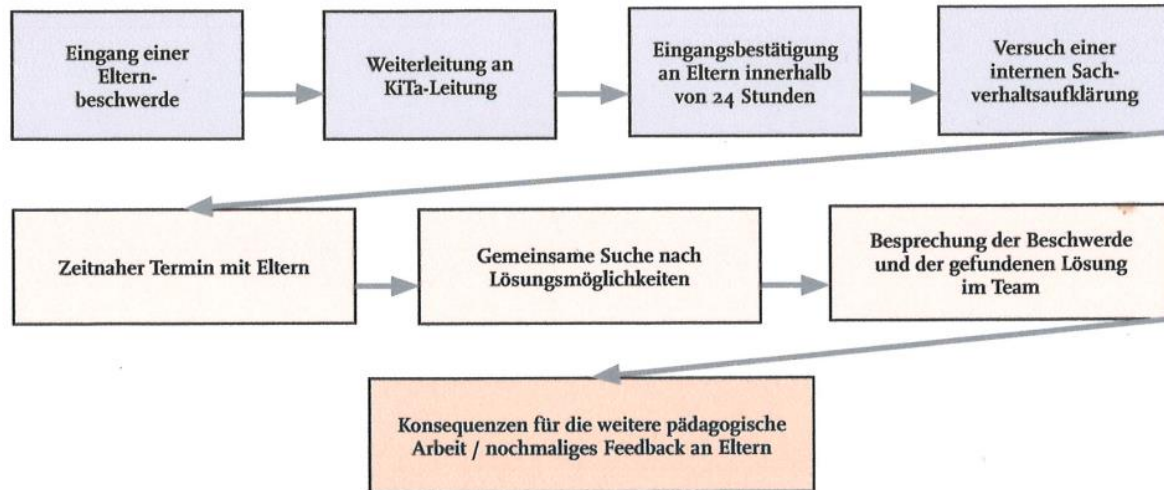 Eingang einer
Eltern-
beschwerde
Weiterleitung an
KiTa-Leitung
Eingangsbestätigung
an Eltern innerhalb
von 24 Stunden
Versuch einer
internen Sach-
verhaltsaufklärung
Zeitnaher Termin mit Eltern
Gemeinsame Suche nach
Lösungsmöglichkeiten
Besprechung der Beschwerde
und der gefundenen Lösung
im Team
Konsequenzen für die weitere pädagogische
Arbeit / nochmaliges Feedback an Eltern